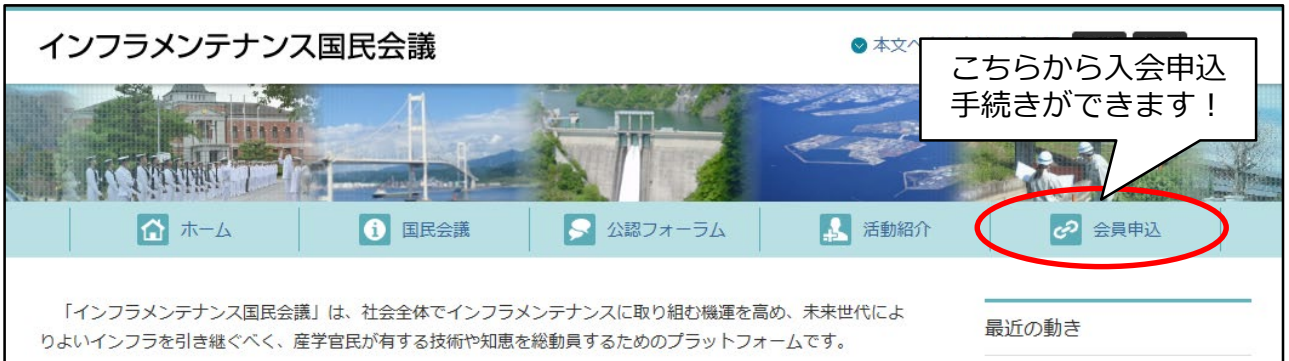 インフラメンテナンス国民会議
本文へ
こちらから入会申込
手続きができます！
ホーム
国民会議
公認フォーラム
活動紹介
会員申込
「インフラメンテナンス国民会議」は、社会全体でインフラメンテナンスに取り組む機運を高め、未来世代によ
りよいインフラを引き継ぐべく、産学官民が有する技術や知恵を総動員するためのプラットフォームです。
最近の動き